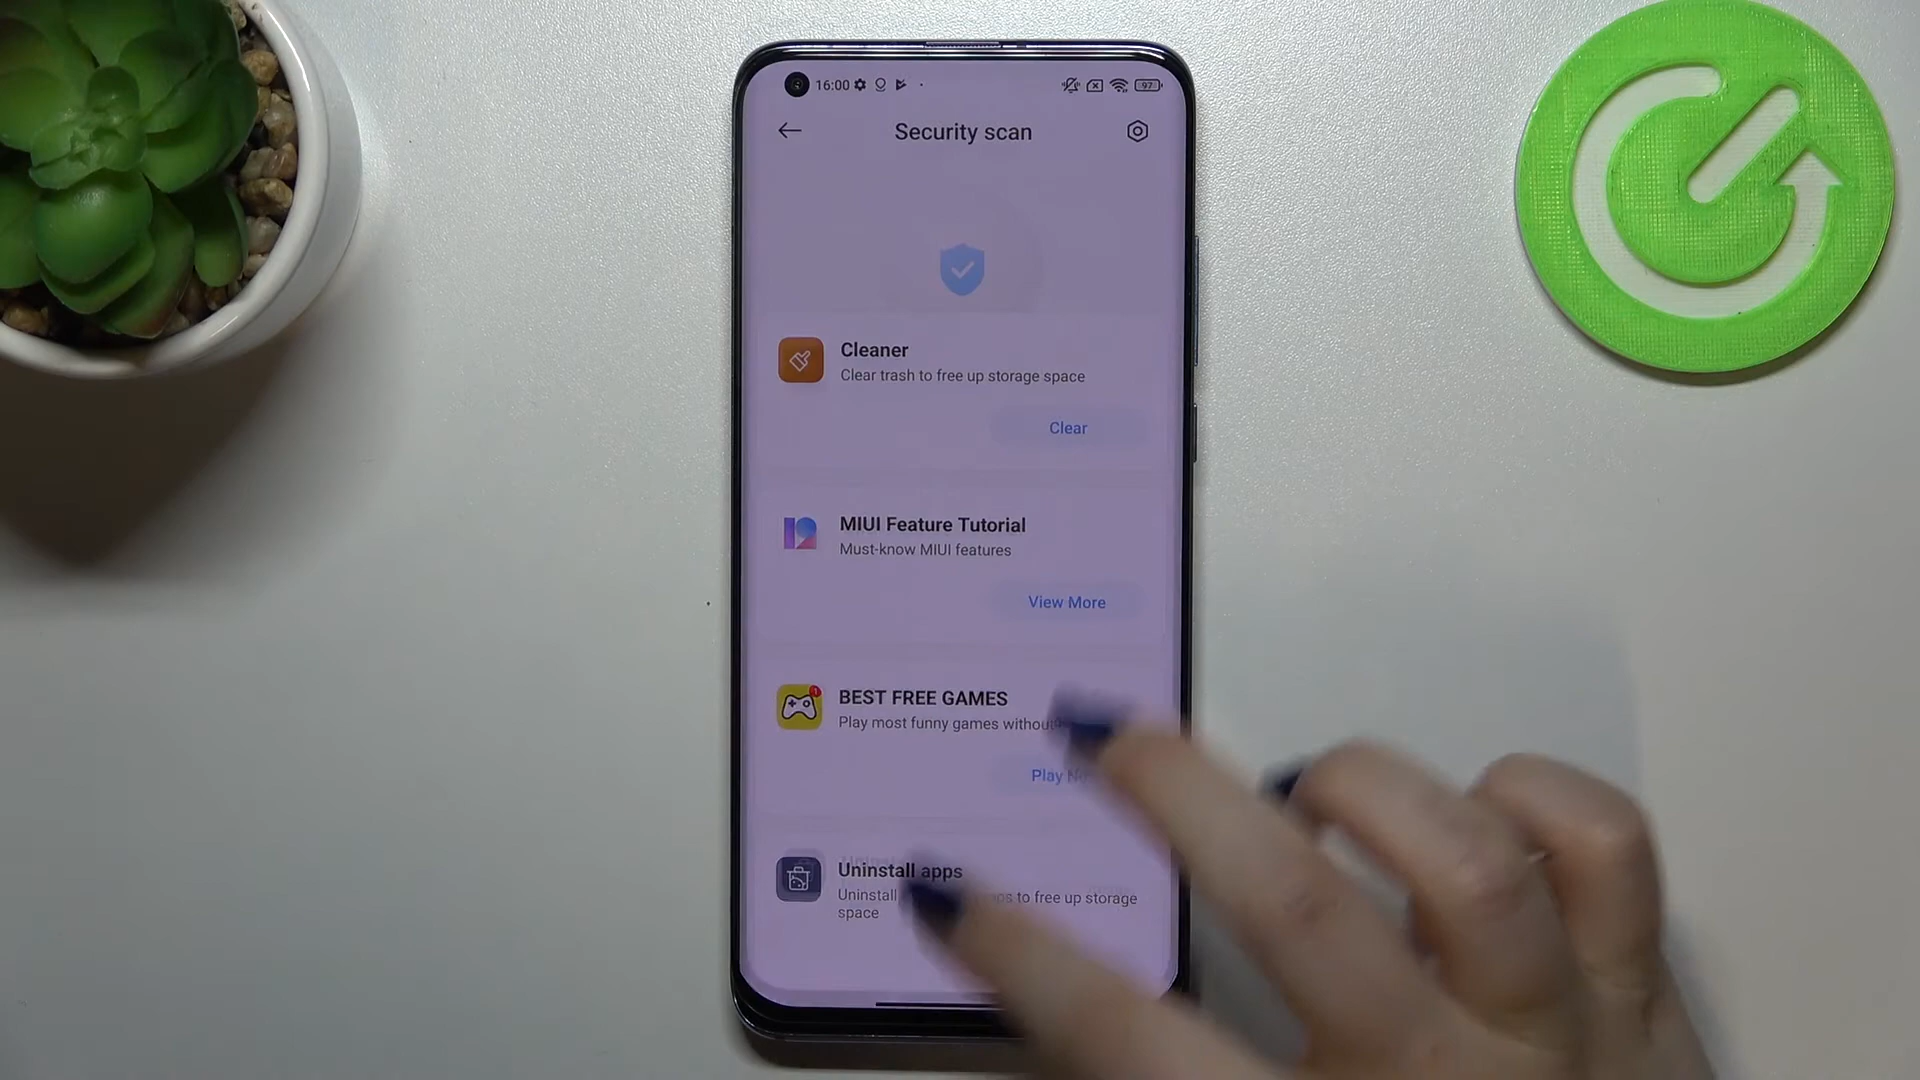 16:00
97
Security scan
Cleaner
Clear trash to free up storage space
Clear
MIUI Feature Tutorial
Must-know MIUI features
View More
BEST FREE GAMES
Play most funny games without
Play
Uninstall apps
Uninstall to free up storage
space